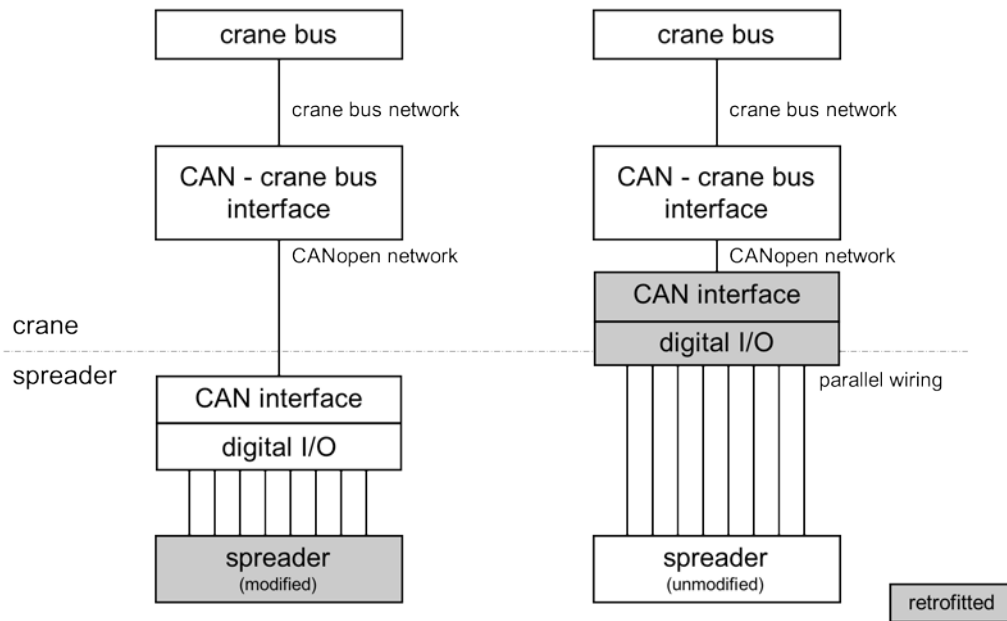 crane bus
crane bus network
CAN - crane bus
interface
CANopen network
crane
spreader
CAN interface
digital I/O
spreader
(modified)
crane bus
crane bus network
CAN - crane bus
interface
CANopen network
CAN interface
digital I/O
parallel wiring
spreader
(unmodified)
retrofitted